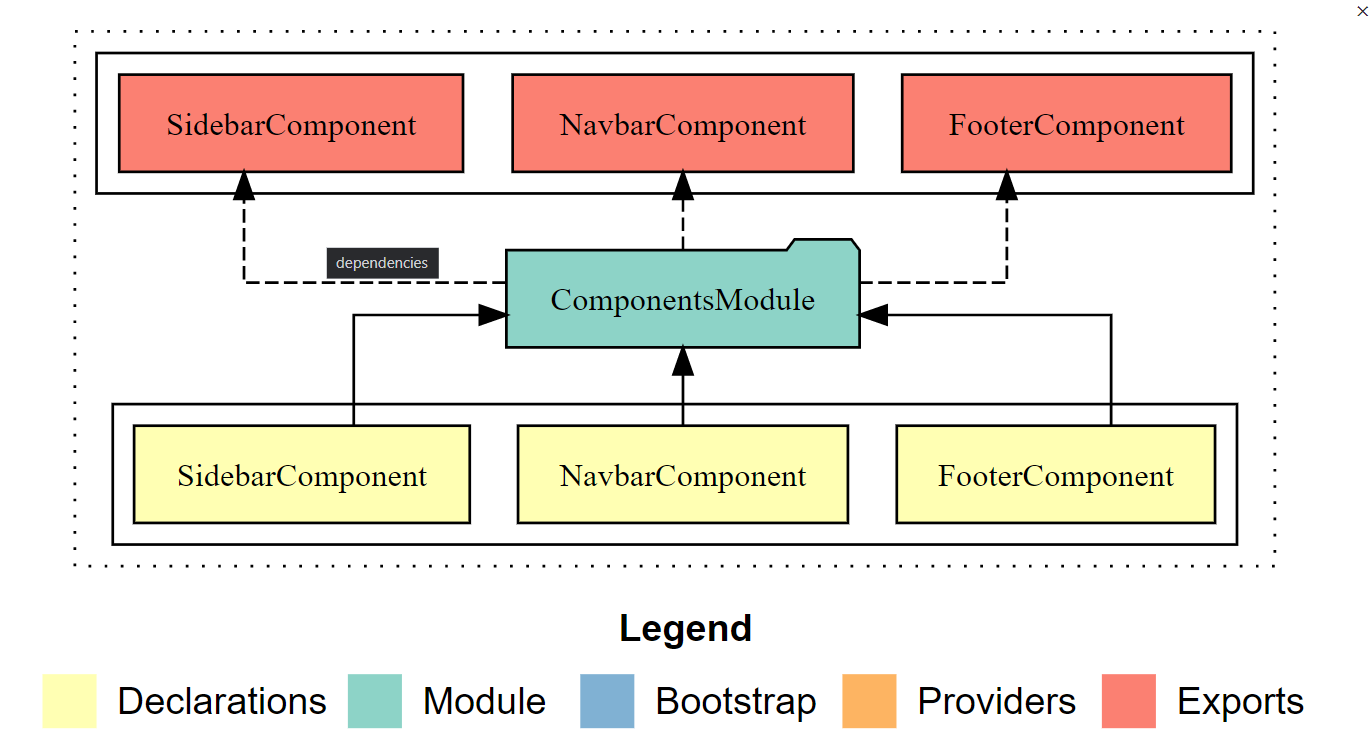 ×
SidebarComponent
NavbarComponent
FooterComponent
dependencies
ComponentsModule
SidebarComponent
NavbarComponent
FooterComponent
Legend
Declarations
Module
Bootstrap
Providers
Exports